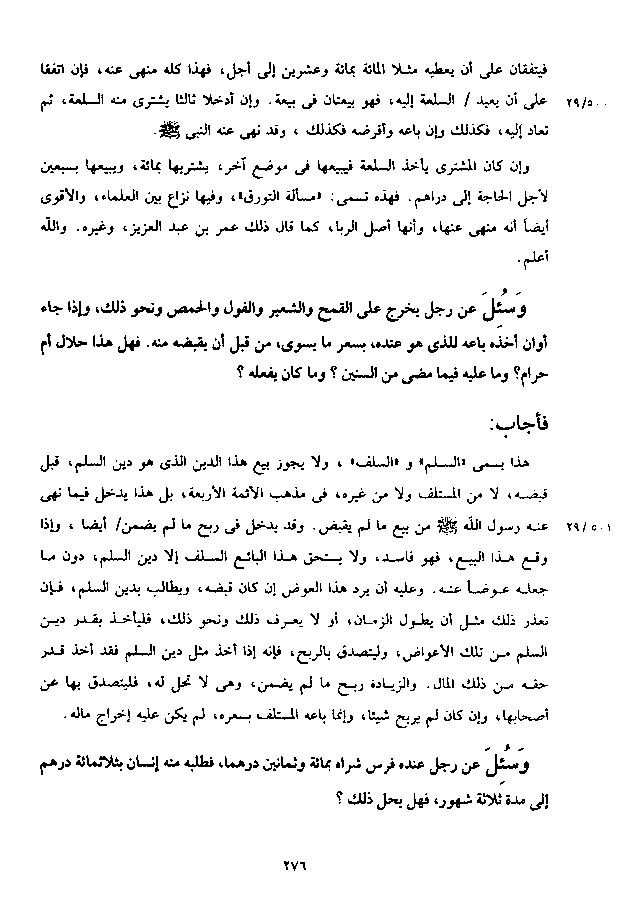 فيتفقان على أن يعطيه مثلا المائة بمائة وعشرين إلى أجل، فهذا كله منهى عنه، فإن اتفقا
٢٩/٥٠٠ على أن يعيد / السلعة إليه، فهو بيعتان فى بيعة. وإن أدخلا ثالثا يشترى منه السلعة، ثم
تعاد إليه، فكذلك وإن باعه وأقرضه فكذلك ، وقد نهى عنه النبى ﷺ.
وإن كان المشترى يأخذ السلعة فيبيعها فى موضع آخر، يشتريها بمائة، ويبيعها بسبعين
لأجل الحاجة إلى دراهم. فهذه تسمى: «مسألة التورق»، وفيها نزاع بين العلماء، والأقوى
أيضاً أنه منهى عنها، وأنها أصل الربا، كما قال ذلك عمر بن عبد العزيز، وغيره. والله
أعلم.
وَسُئِلَ عن رجل يخرج على القمح والشعير والفول والحمص ونحو ذلك، وإذا جاء
أوان أخذه باعه للذى هو عنده، بسعر ما يسوى، من قبل أن يقبضه منه. فهل هذا حلال أم
حرام؟ وما عليه فيما مضى من السنين ؟ وما كان يفعله ؟
فأجاب:
هذا يسمى «السلم» و «السلف» ، ولا يجوز بيع هذا الدين الذى هو دين السلم، قبل
قبضه، لا من المستلف ولا من غيره، فى مذهب الأئمة الأربعة، بل هذا يدخل فيما نهى
٢٩/٥٠١ عنه رسول الله ﷺ من بيع ما لم يقبض. وقد يدخل فى ربح ما لم يضمن/ أيضا ، وإذا
وقع هذا البيع، فهو فاسد، ولا يستحق هذا البائع السلف إلا دين السلم، دون ما
جعله عوضاً عنه. وعليه أن يرد هذا العوض إن كان قبضه، ويطالب بدين السلم، فإن
تعذر ذلك مثل أن يطول الزمان، أو لا يعرف ذلك ونحو ذلك، فليأخذ بقدر دين
السلم من تلك الأعواض، وليتصدق بالربح، فإنه إذا أخذ مثل دين السلم فقد أخذ قدر
حقه من ذلك المال. والزيادة ربح ما لم يضمن، وهى لا تحل له، فليتصدق بها عن
أصحابها، وإن كان لم يربح شيئا، وإنما باعه المستلف بسعره، لم يكن عليه إخراج ماله.
وَسُئِلَ عن رجل عنده فرس شراه بمائة وثمانين درهما، فطلبه منه إنسان بثلاثمائة درهم
إلى مدة ثلاثة شهور، فهل يحل ذلك ؟
٢٧٦